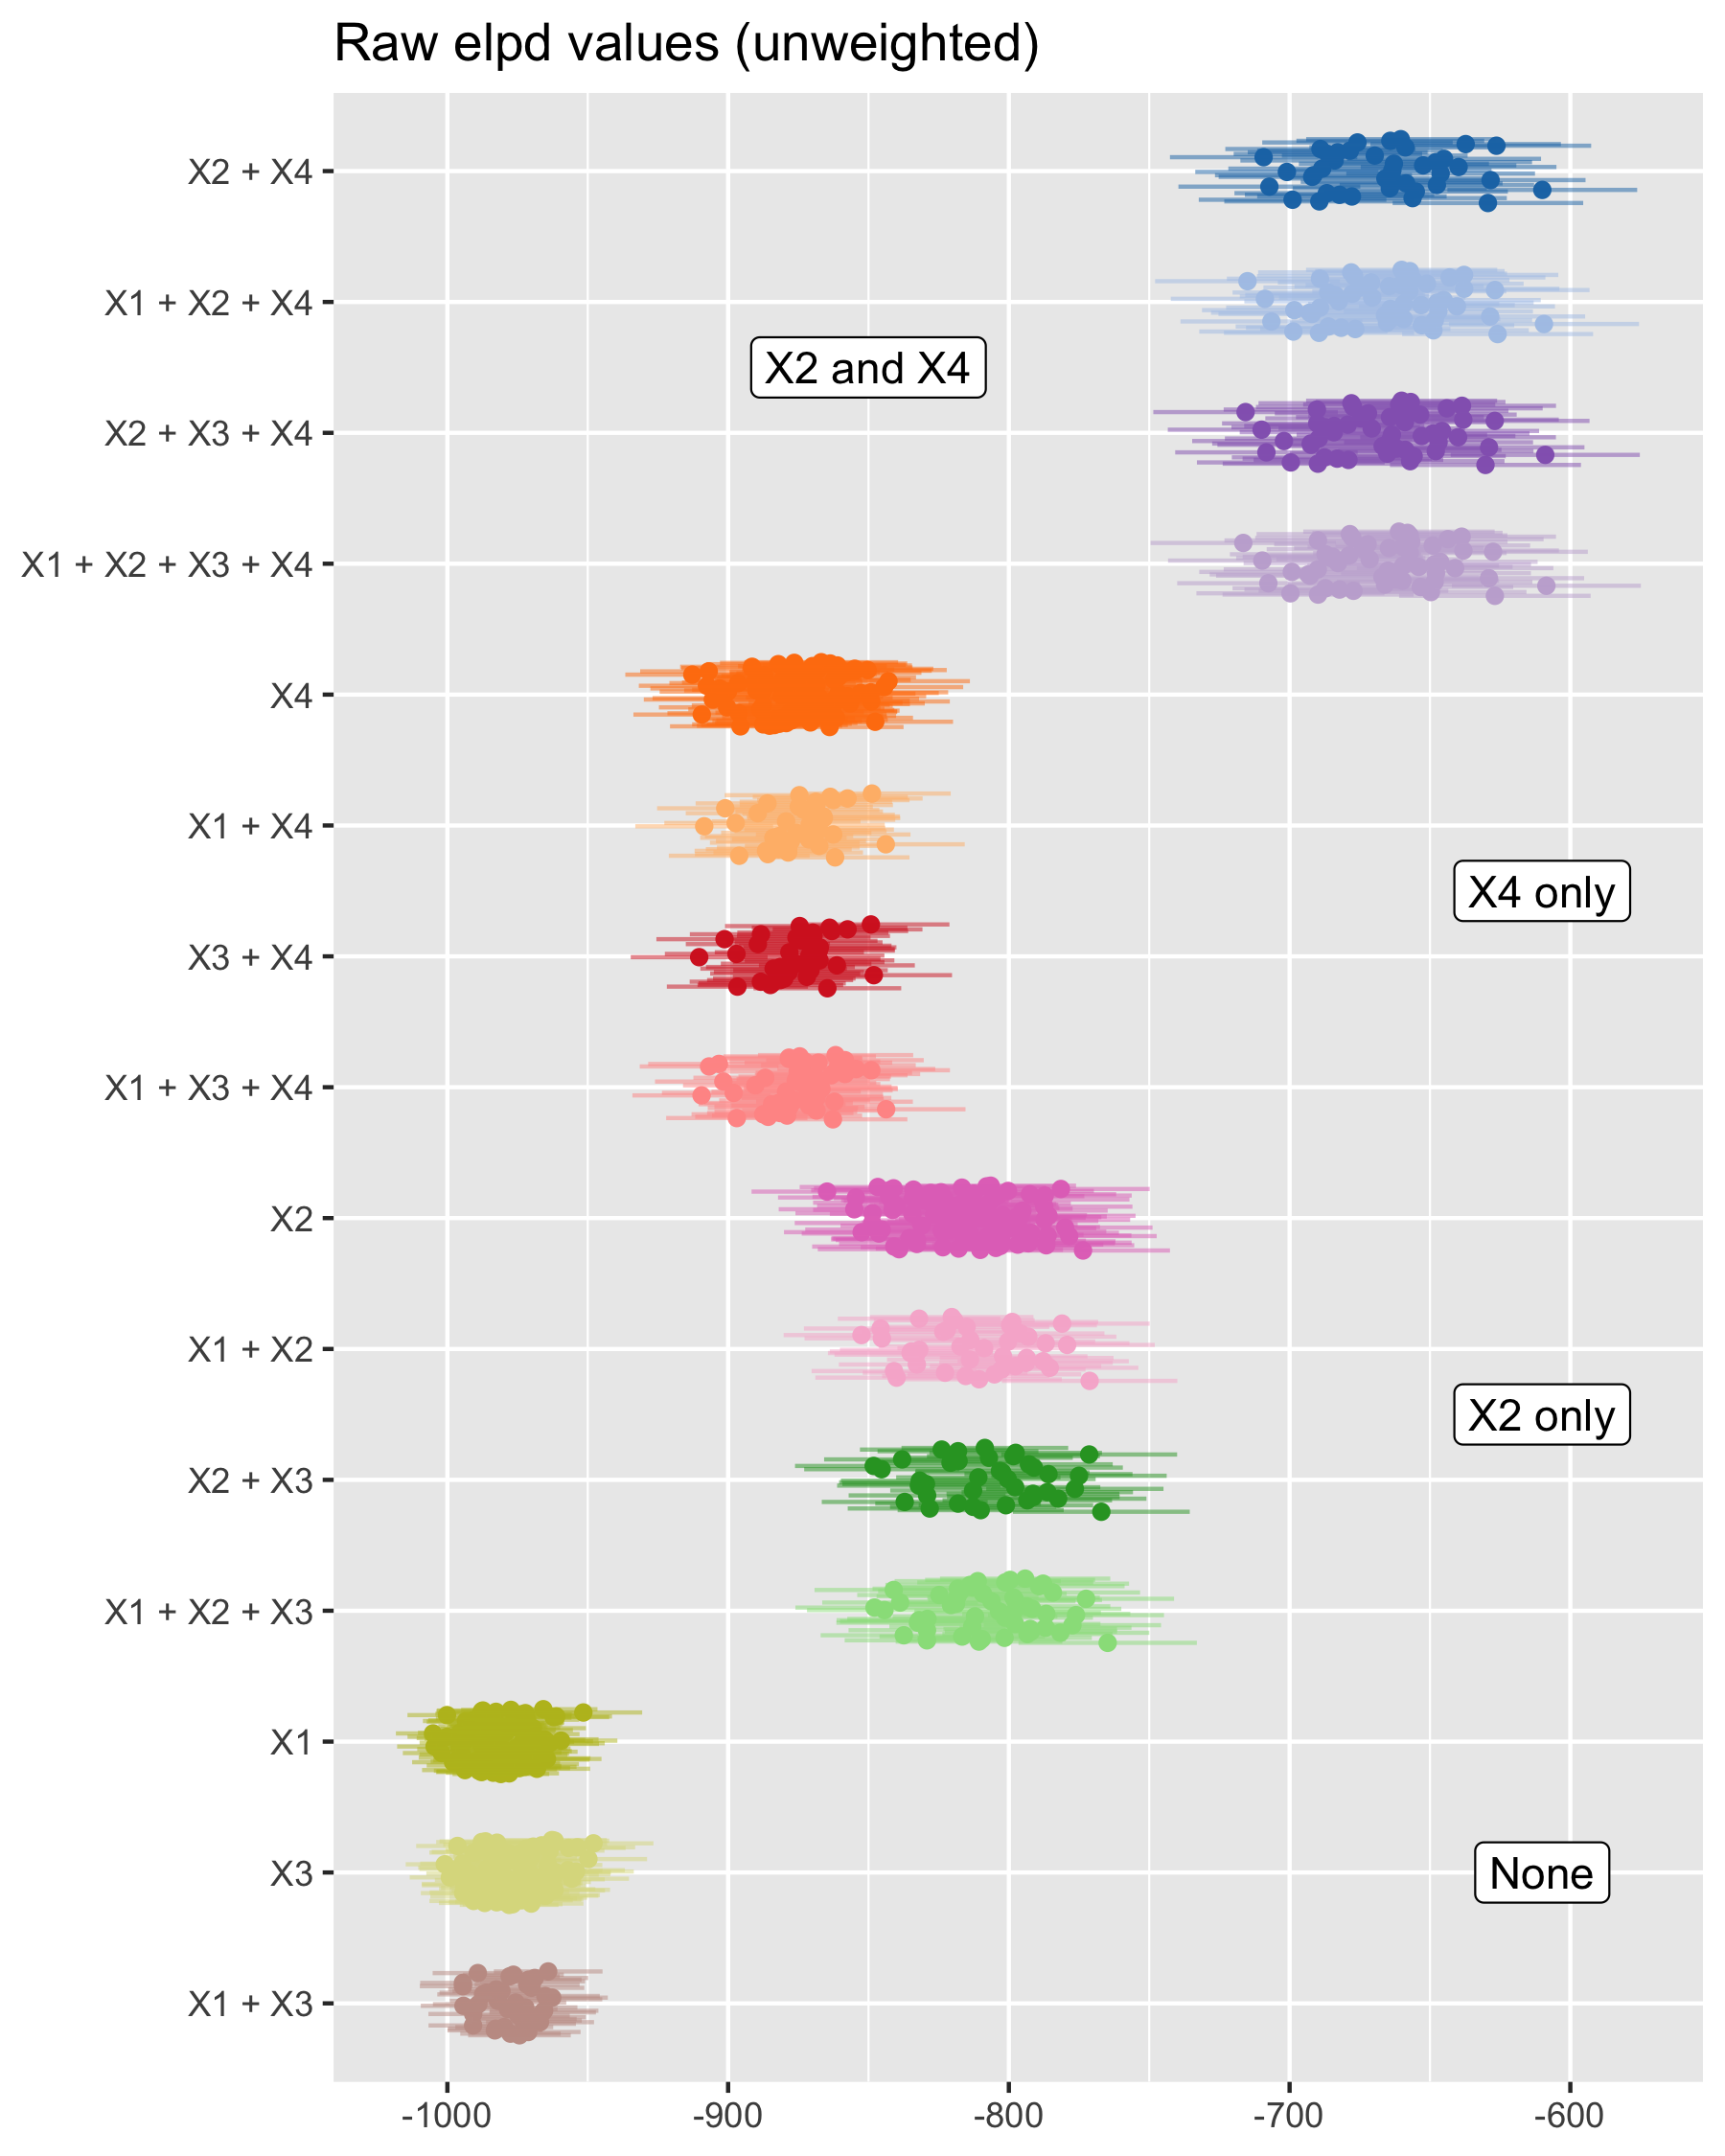 Raw elpd values (unweighted)
X2 + X4
X1 + X2 + X4
X2 and X4
X2 + X3 + X4
X1 + X2 + X3 + X4
X4
X1 + X4
X4 only
X3 + X4
X1 + X3 + X4
X2
X1 + X2
X2 only
X2 + X3
X1 + X2 + X3
X1
X3
None
X1 + X3
-1000 -900 -800 -700 -600